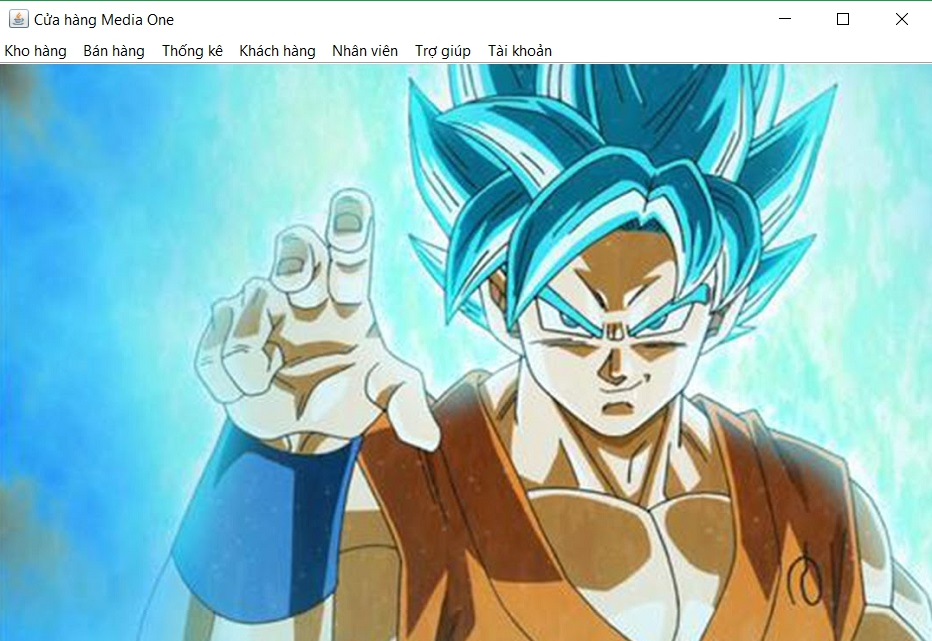 Cửa hàng Media One
Kho hàng Bán hàng Thống kê Khách hàng Nhân viên Trợ giúp Tài khoản